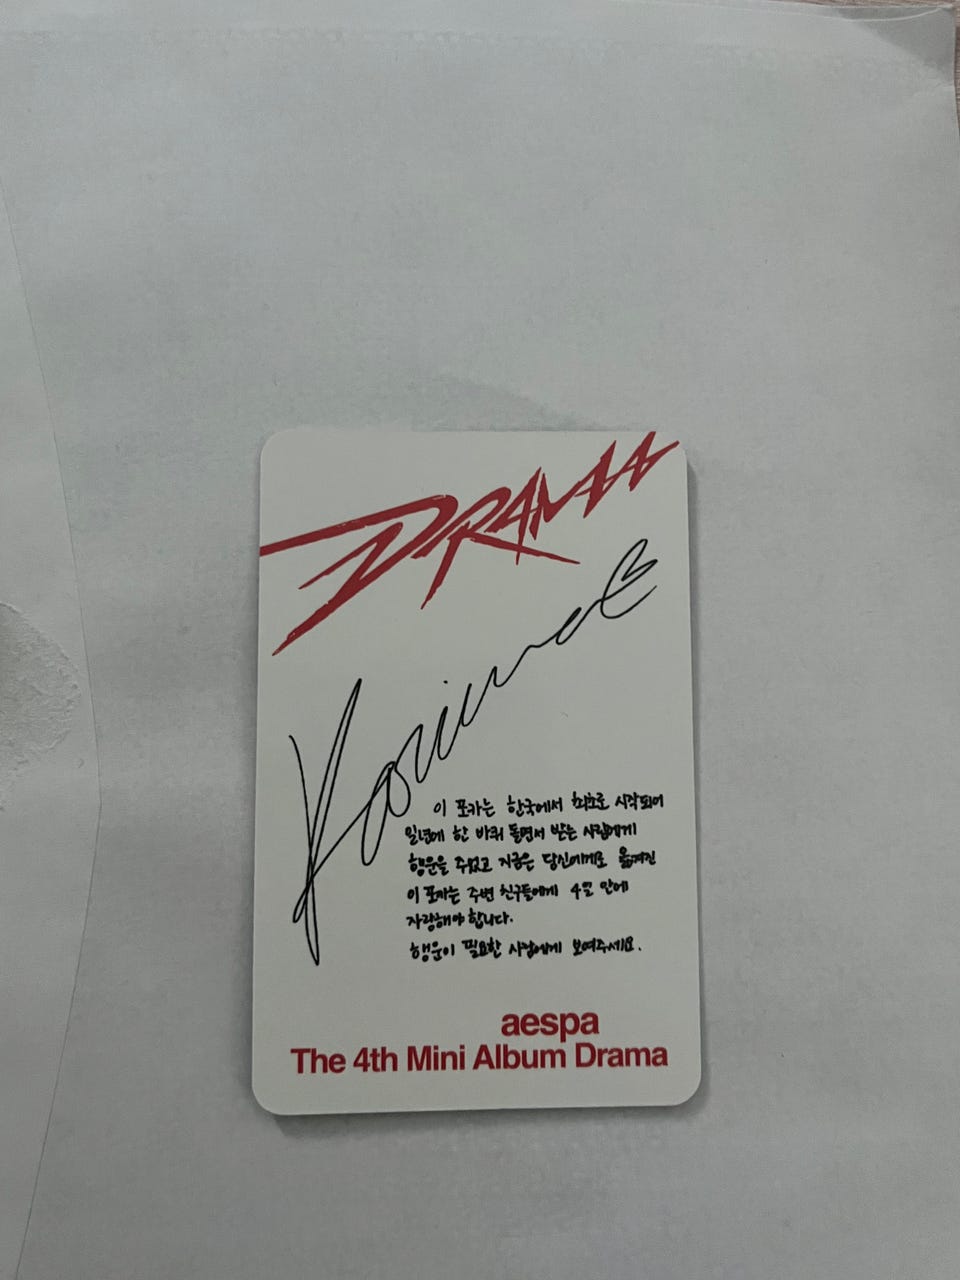 DRAMA
Karina
이 포카는 한국에서 최초로 시작되어
일년에 한 바퀴 돌면서 받는 사람에게
행운을 주었고 지금은 당신에게로 옮겨진
이 포카는 주변 친구들에게 4일 안에
자랑해야 합니다.
행운이 필요한 사람에게 보여주세요.
aespa
The 4th Mini Album Drama